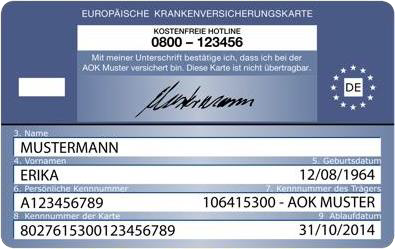 EUROPÄISCHE KRANKENVERSICHERUNGSKARTE
KOSTENFREIE HOTLINE
0800 – 123456
Mit meiner Unterschrift bestätige ich, dass ich bei der
AOK Muster versichert bin. Diese Karte ist nicht übertragbar.
Mustermann
DE
3. Name
MUSTERMANN
4. Vornamen 5. Geburtsdatum
ERIKA 12/08/1964
6. Persönliche Kennnummer 7. Kennnummer des Trägers
A123456789 106415300 - AOK MUSTER
8. Kennnummer der Karte 9. Ablaufdatum
80276153001234567​89 31/10/2014